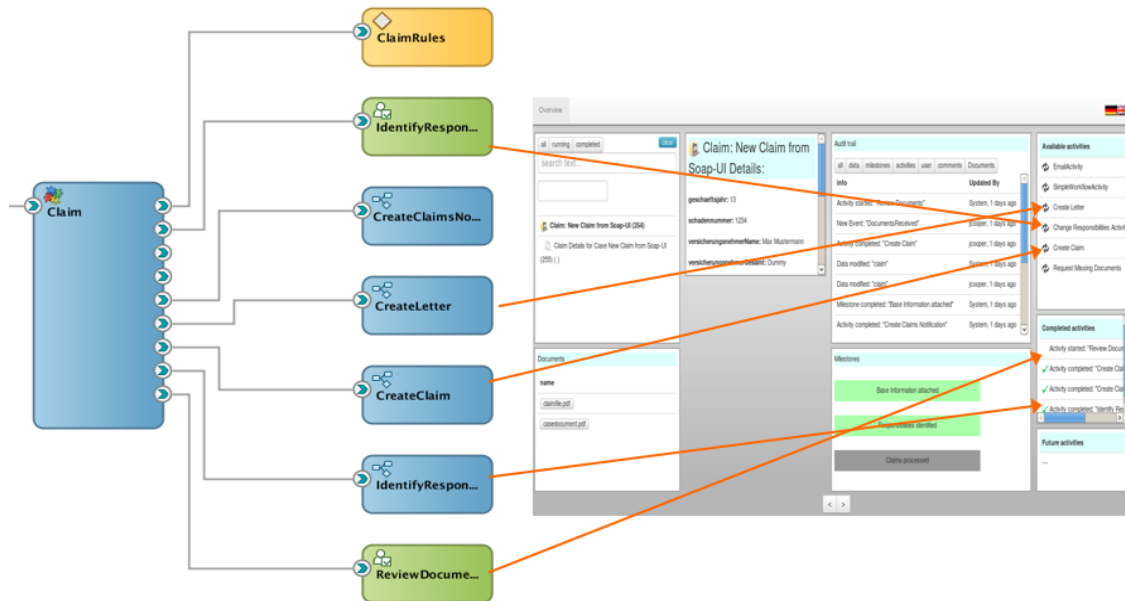 ClaimRules
IdentifyRespon...
CreateClaimsNo...
CreateLetter
CreateClaim
IdentifyRespon...
ReviewDocume...
Claim
Overview
all running completed
clear
search text...
Claim: New Claim from Soap-UI (254)
Claim Details for Case New Claim from Soap-UI
(255) ( )
Documents
name
claimfile.pdf
casedocument.pdf
Claim: New Claim from
Soap-UI Details:
geschaeftsjahr: 13
schadennummer: 1234
versicherungsnehmerName: Max Mustermann
Dummy
Audit trail
all data milestones activities user comments Documents
Info Updated By
Activity started: "Review Documents" System, 1 days ago
New Event: "DocumentsReceived" jcooper, 1 days ago
Activity completed: "Create Claim" jcooper, 1 days ago
Data modified: "claim" System, 1 days ago
Data modified: "claim" jcooper, 1 days ago
Milestone completed: "Base Information attached" System, 1 days ago
Activity completed: "Create Claims Notification" System, 1 days ago
Milestones
Base Information attached
Responsibilities identified
Claims processed
< >
Available activities
EmailActivity
SimpleWorkflowActivity
Create Letter
Change Responsibilities Activit
Create Claim
Request Missing Documents
Completed activities
Activity started: "Review Docum
Activity completed: "Create Clai
Activity completed: "Create Clai
Activity completed: "Identify Re
Future activities
...